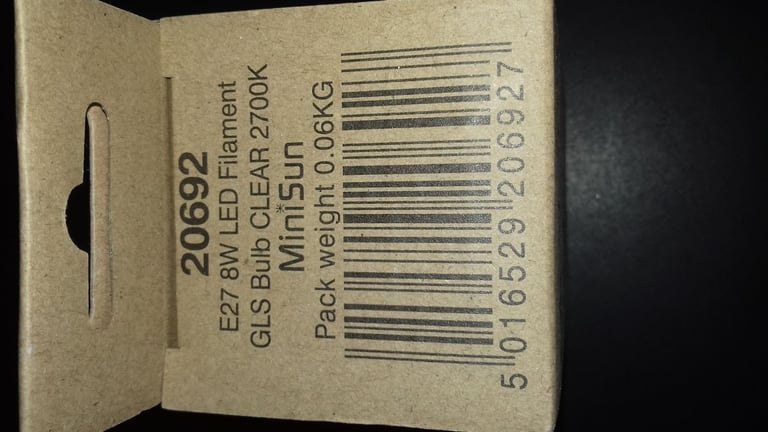 20692
E27 8W LED Filament
GLS Bulb CLEAR 2700K
MiniSun
Pack weight 0.06KG
5 016529 206927